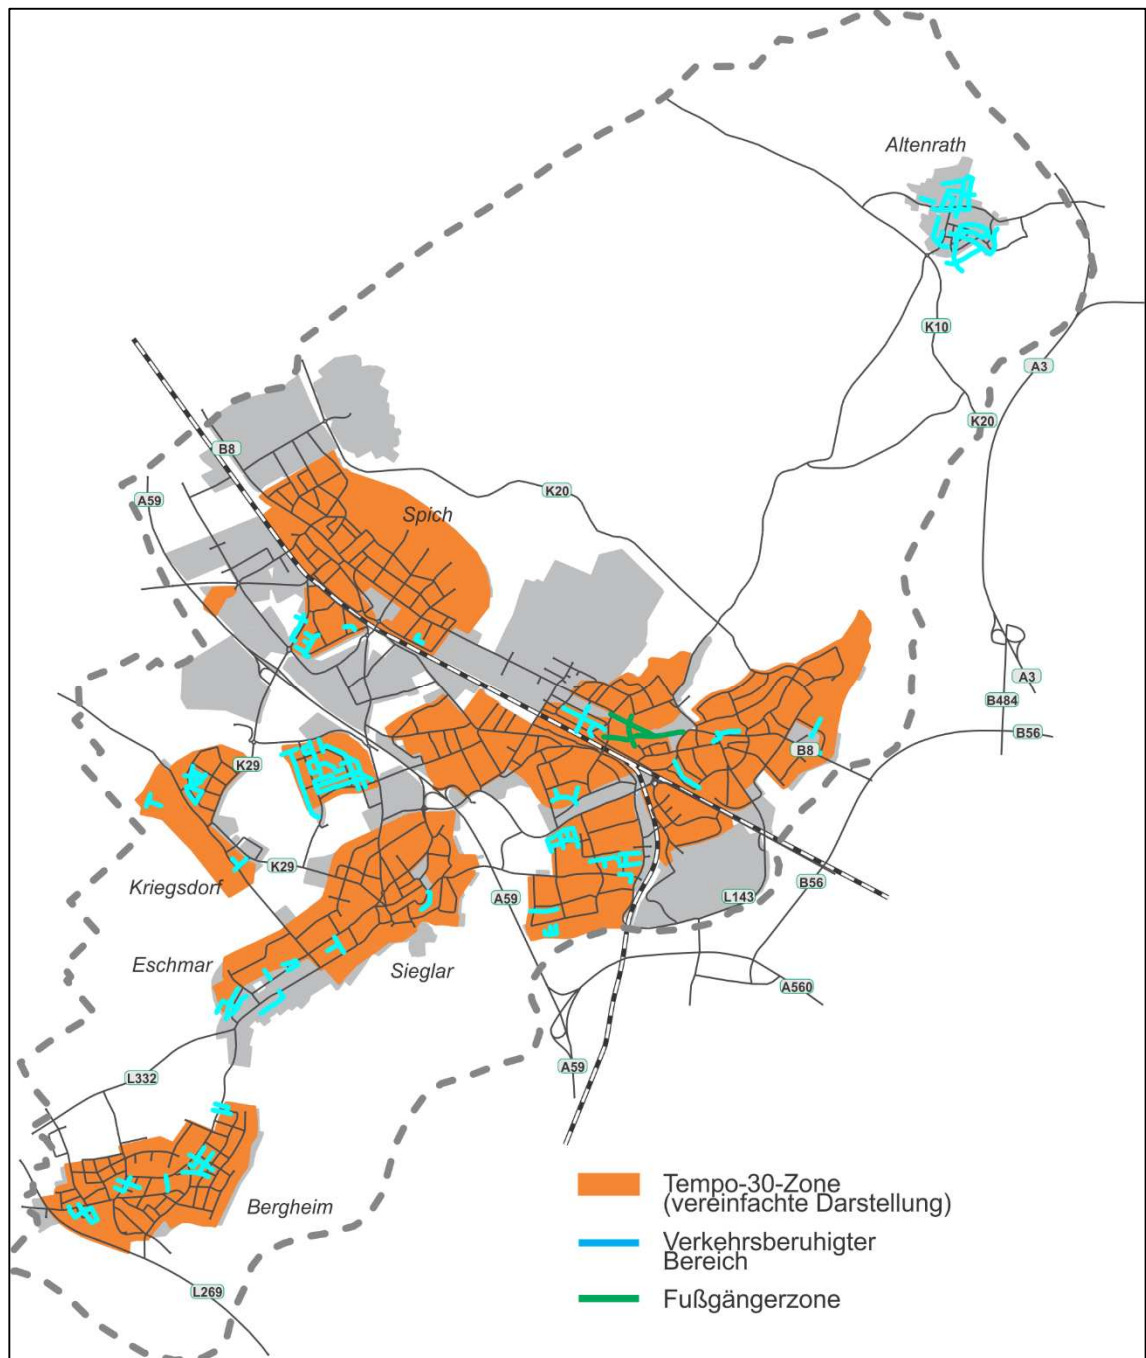 Altenrath
K10
A3
K20
B8
A59
K20
Spich
A3
B484
B56
B8
K29
K29
Kriegsdorf
B56
L143
A59
Eschmar
Sieglar
A560
A59
L332
Bergheim
L269
Tempo-30-Zone
(vereinfachte Darstellung)
Verkehrsberuhigter
Bereich
Fußgängerzone